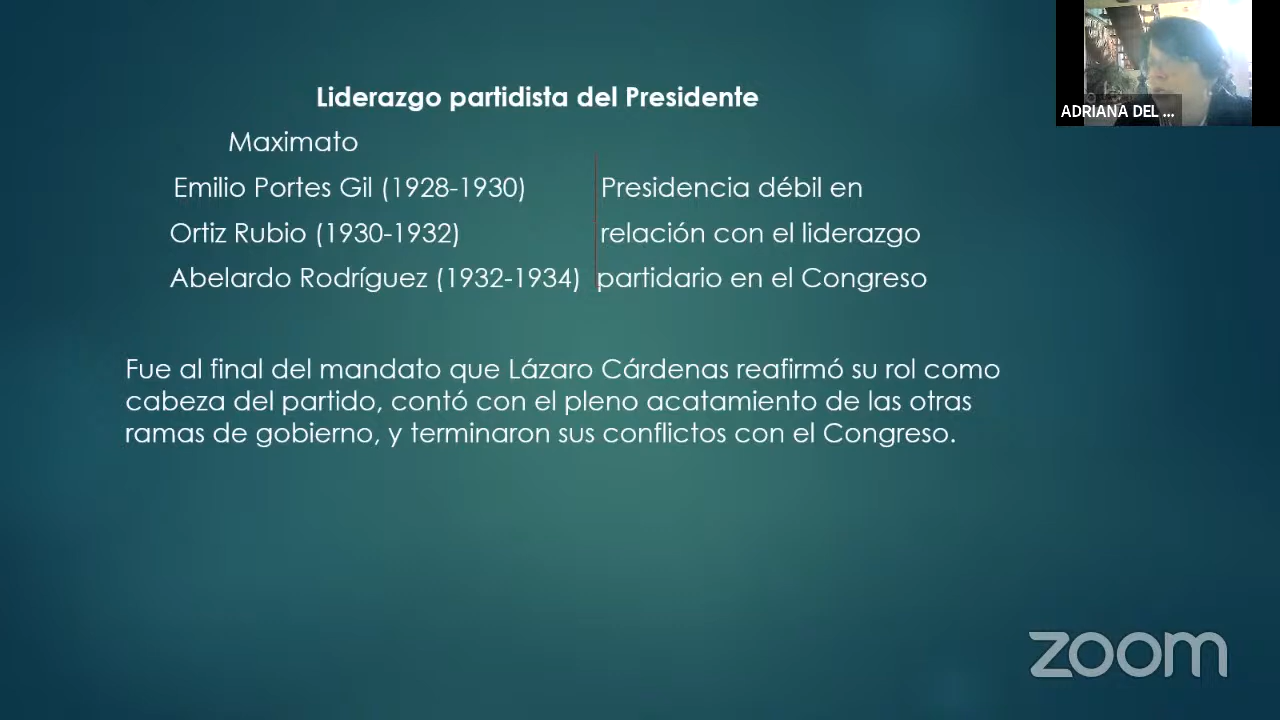 Liderazgo partidista del Presidente
ADRIANA DEL ...
Maximato
Emilio Portes Gil (1928-1930) Presidencia débil en
Ortiz Rubio (1930-1932) relación con el liderazgo
Abelardo Rodríguez (1932-1934) partidario en el Congreso
Fue al final del mandato que Lázaro Cárdenas reafirmó su rol como
cabeza del partido, contó con el pleno acatamiento de las otras
ramas de gobierno, y terminaron sus conflictos con el Congreso.
zoom